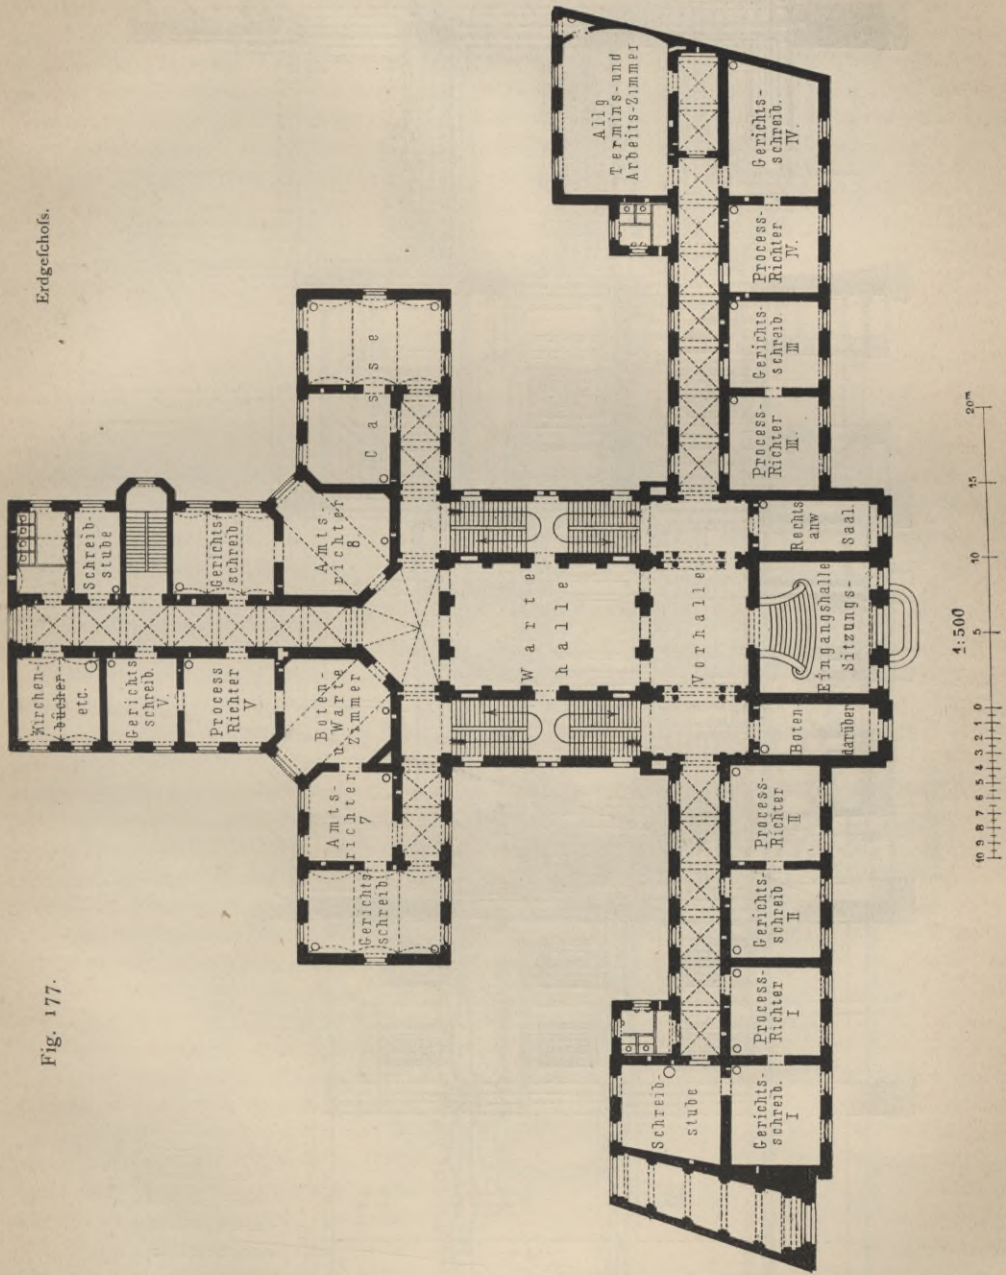 Fig. 177.
Erdgeſchoſs.
Kirchen-
bücher
etc.
Gerichts
schreib.
V.
Process
Richter
V
Boten-
u. Warte
Zimmer
Amts-
richter
7
Gerichts
schreib
Schreib-
stube
Gerichts
schreib
Amts-
richter
8
Casse
Warte
halle
Vorhalle
Allg
Termins-und
Arbeits-Zimmer
Schreib-
stube
Gerichts-
schreib.
I
Process-
Richter
I
Gerichts-
schreib
II
Process-
Richter
II
Boten
darüber
Eingangshalle
Sitzungs-
Rechts
anw
Saal.
Process-
Richter
III.
Gerichts-
schreib
III
Process-
Richter
IV.
Gerichts-
schreib.
IV.
1:500
10 9 8 7 6 5 4 3 2 1 0 5 10 15 20ᵐ